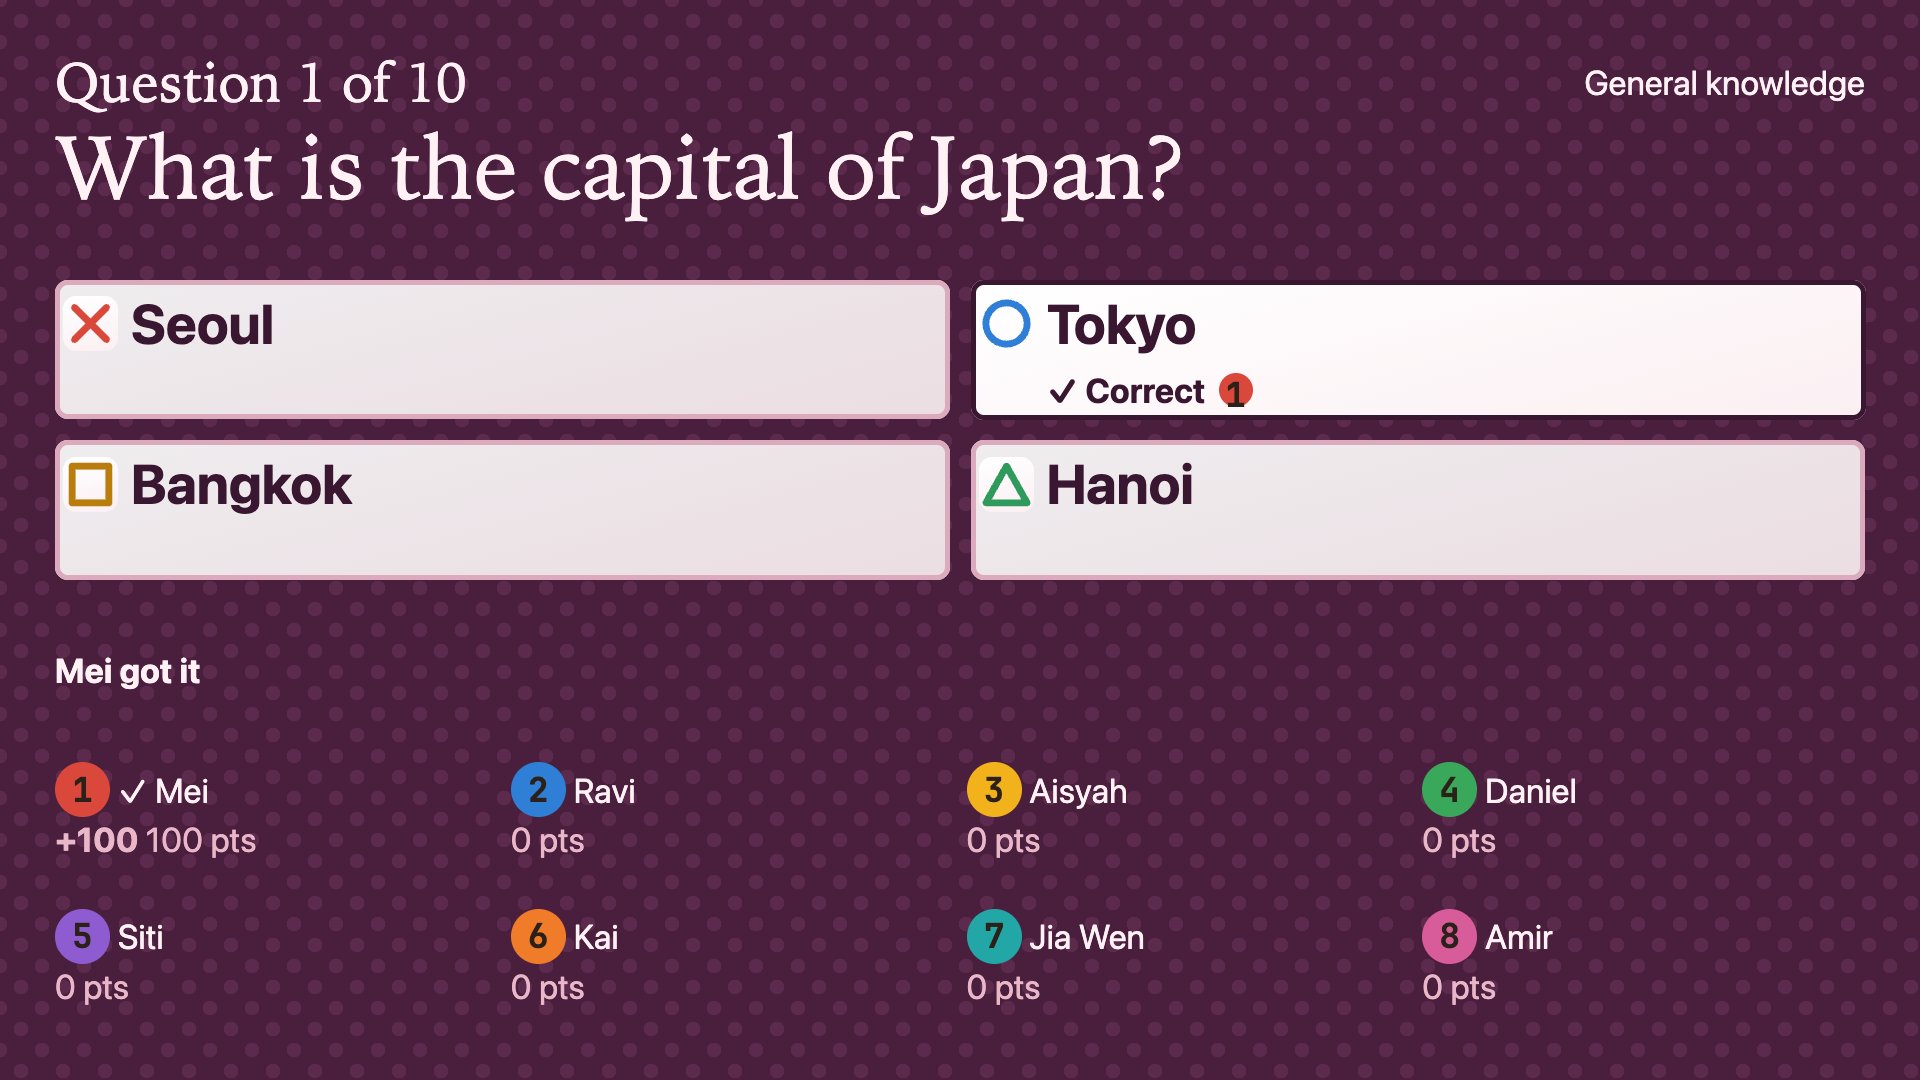 Question 1 of 10
General knowledge
What is the capital of Japan?
Seoul
Tokyo
✓ Correct 1
Bangkok
Hanoi
Mei got it
1 ✓ Mei
+100 100 pts
2 Ravi
0 pts
3 Aisyah
0 pts
4 Daniel
0 pts
5 Siti
0 pts
6 Kai
0 pts
7 Jia Wen
0 pts
8 Amir
0 pts